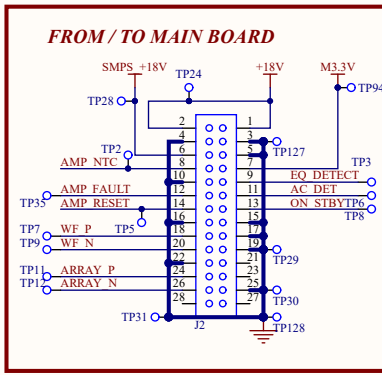 FROM / TO MAIN BOARD
SMPS_+18V TP24 +18V M3.3V
TP28 TP94
2 1
TP2 4 3 TP127
6 5 TP3
AMP_NTC 8 7
10 9 EQ_DETECT
AMP_FAULT 12 11 AC_DET
TP35 AMP_RESET 14 13 ON_STBY TP6
TP5 16 15 TP8
TP7 WF_P 18 17
TP9 WF_N 20 19
22 21 TP29
TP11 ARRAY_P 24 23
TP12 ARRAY_N 26 25
28 27 TP30
TP31 J2 TP128